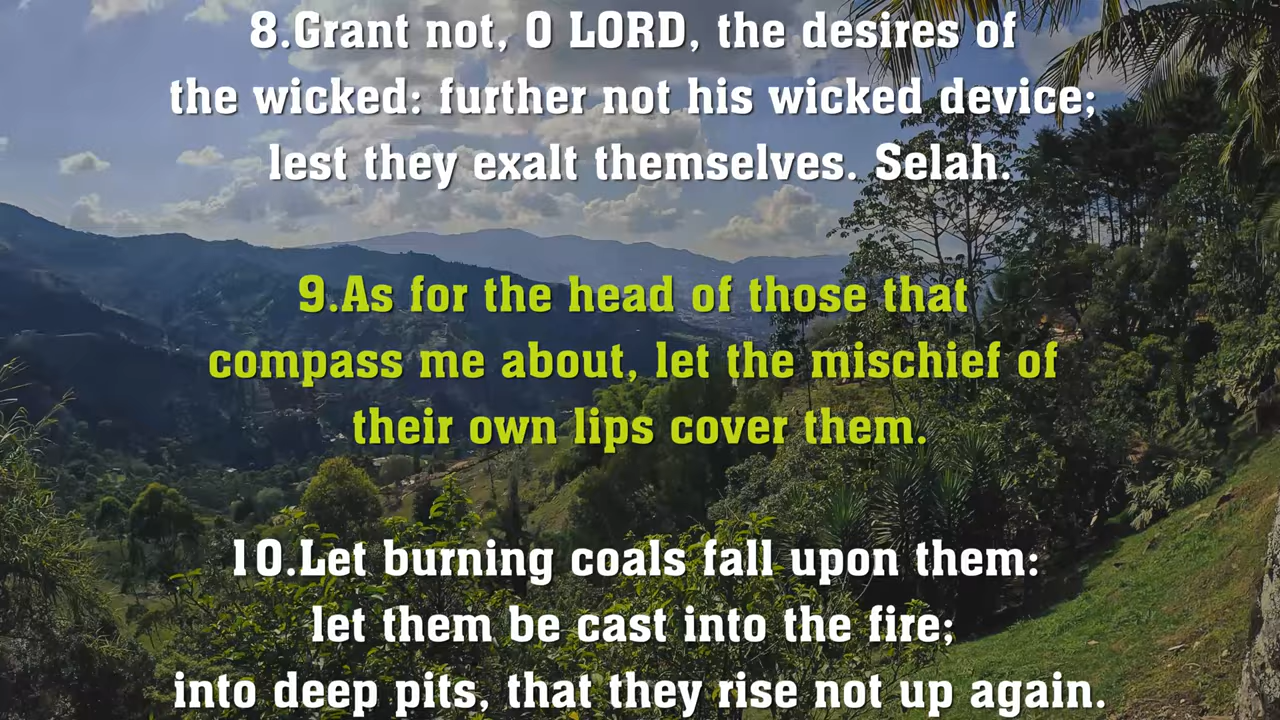 8.Grant not, O LORD, the desires of
the wicked: further not his wicked device;
lest they exalt themselves. Selah.
9.As for the head of those that
compass me about, let the mischief of
their own lips cover them.
10.Let burning coals fall upon them:
let them be cast into the fire;
into deep pits, that they rise not up again.